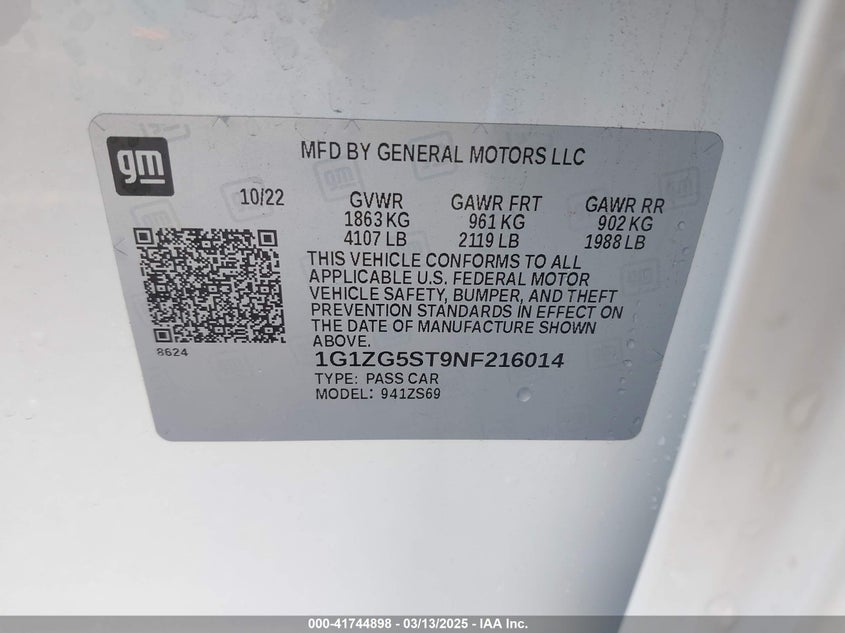 gm
MFD BY GENERAL MOTORS LLC
10/22 GVWR GAWR FRT GAWR RR
1863 KG 961 KG 902 KG
4107 LB 2119 LB 1988 LB
THIS VEHICLE CONFORMS TO ALL
APPLICABLE U.S. FEDERAL MOTOR
VEHICLE SAFETY, BUMPER, AND THEFT
PREVENTION STANDARDS IN EFFECT ON
THE DATE OF MANUFACTURE SHOWN
ABOVE.
8624
1G1ZG5ST9NF216014
TYPE: PASS CAR
MODEL: 941ZS69
000-41744898 - 03/13/2025 - IAA Inc.